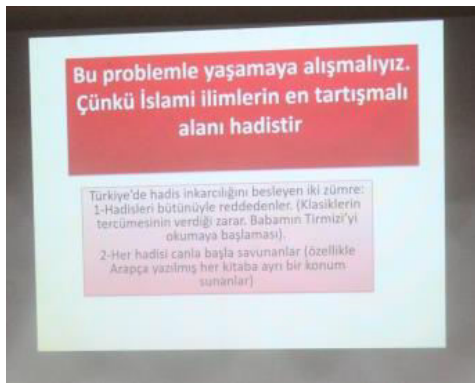 Bu problemle yaşamaya alışmalıyız.
Çünkü İslami ilimlerin en tartışmalı
alanı hadistir
Türkiye'de hadis inkarcılığını besleyen iki zümre:
1-Hadisleri bütünüyle reddedenler. (Klasiklerin
tercümesinin verdiği zarar. Babamın Tirmizi'yi
okumaya başlaması).
2-Her hadisi canla başla savunanlar (özellikle
Arapça yazılmış her kitaba ayrı bir konum
sunanlar)